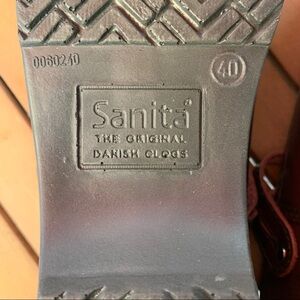 0060240
40
Sanita®
THE ORIGINAL
DANISH CLOGS